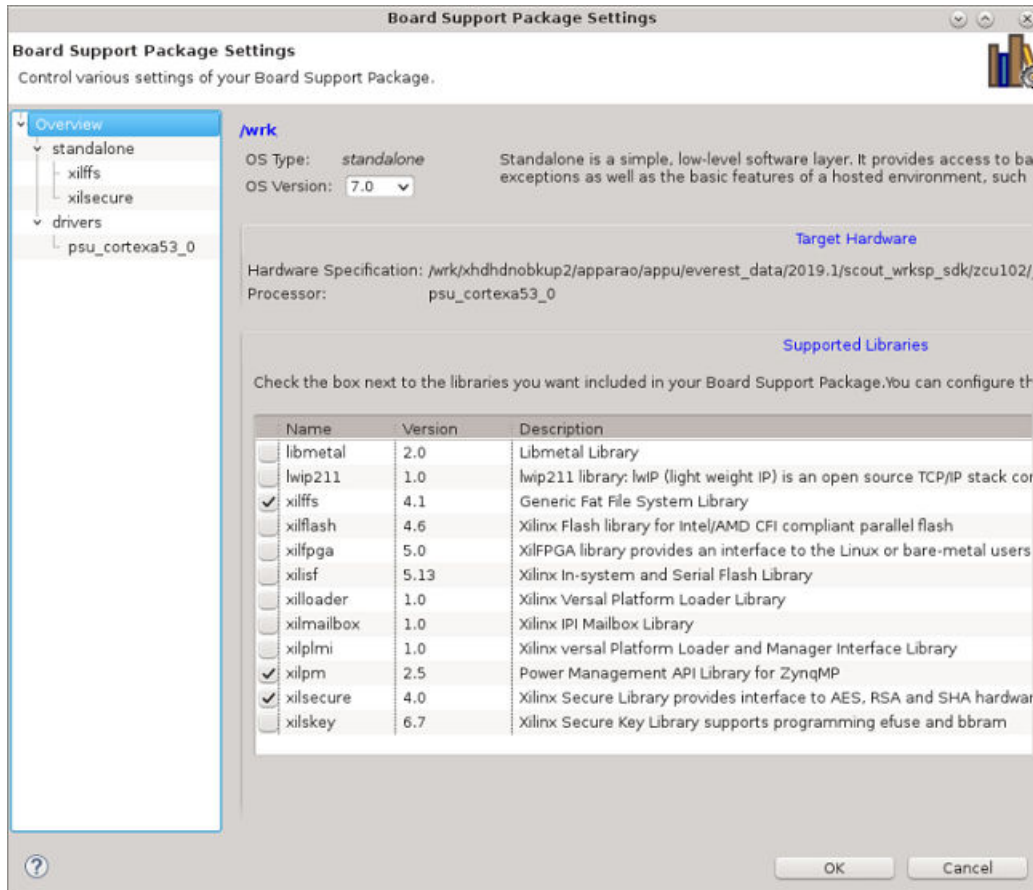 Board Support Package Settings
Board Support Package Settings
Control various settings of your Board Support Package.
Overview
standalone
xilffs
xilsecure
drivers
psu_cortexa53_0
/wrk
OS Type: standalone Standalone is a simple, low-level software layer. It provides access to ba
OS Version: 7.0 exceptions as well as the basic features of a hosted environment, such
Target Hardware
Hardware Specification: /wrk/xhdhdnobkup2/apparao/appu/everest_data/2019.1/scout_wrksp_sdk/zcu102/
Processor: psu_cortexa53_0
Supported Libraries
Check the box next to the libraries you want included in your Board Support Package.You can configure th
Name Version Description
libmetal 2.0 Libmetal Library
lwip211 1.0 lwip211 library: lwIP (light weight IP) is an open source TCP/IP stack cor
xilffs 4.1 Generic Fat File System Library
xilflash 4.6 Xilinx Flash library for Intel/AMD CFI compliant parallel flash
xilfpga 5.0 XilFPGA library provides an interface to the Linux or bare-metal users
xilisf 5.13 Xilinx In-system and Serial Flash Library
xilloader 1.0 Xilinx Versal Platform Loader Library
xilmailbox 1.0 Xilinx IPI Mailbox Library
xilplmi 1.0 Xilinx versal Platform Loader and Manager Interface Library
xilpm 2.5 Power Management API Library for ZynqMP
xilsecure 4.0 Xilinx Secure Library provides interface to AES, RSA and SHA hardwar
xilskey 6.7 Xilinx Secure Key Library supports programming efuse and bbram
? OK Cancel